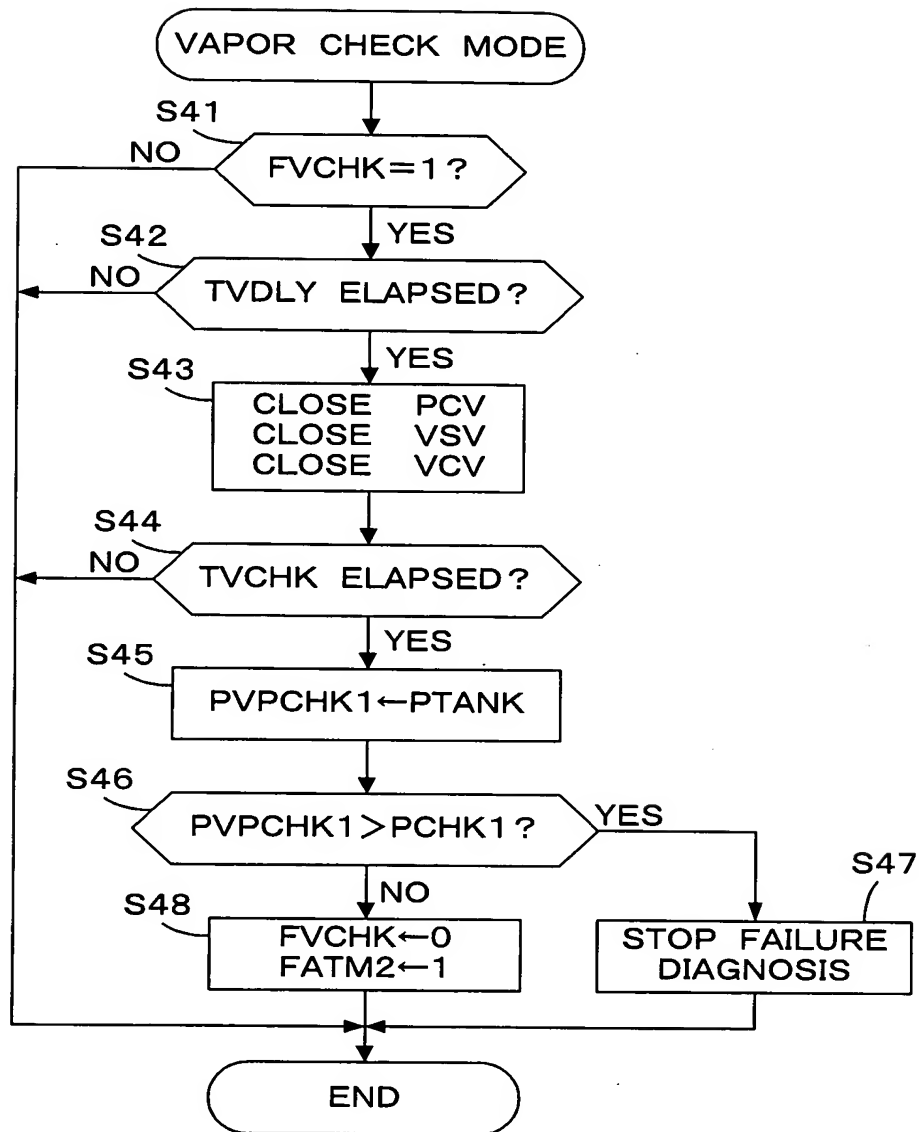 VAPOR CHECK MODE
S41
NO
FVCHK=1?
YES
S42
NO
TVDLY ELAPSED?
YES
S43
CLOSE PCV
CLOSE VSV
CLOSE VCV
S44
NO
TVCHK ELAPSED?
YES
S45
PVPCHK1←PTANK
S46
PVPCHK1>PCHK1?
YES
NO
S47
S48
FVCHK←0
FATM2←1
STOP FAILURE
DIAGNOSIS
END